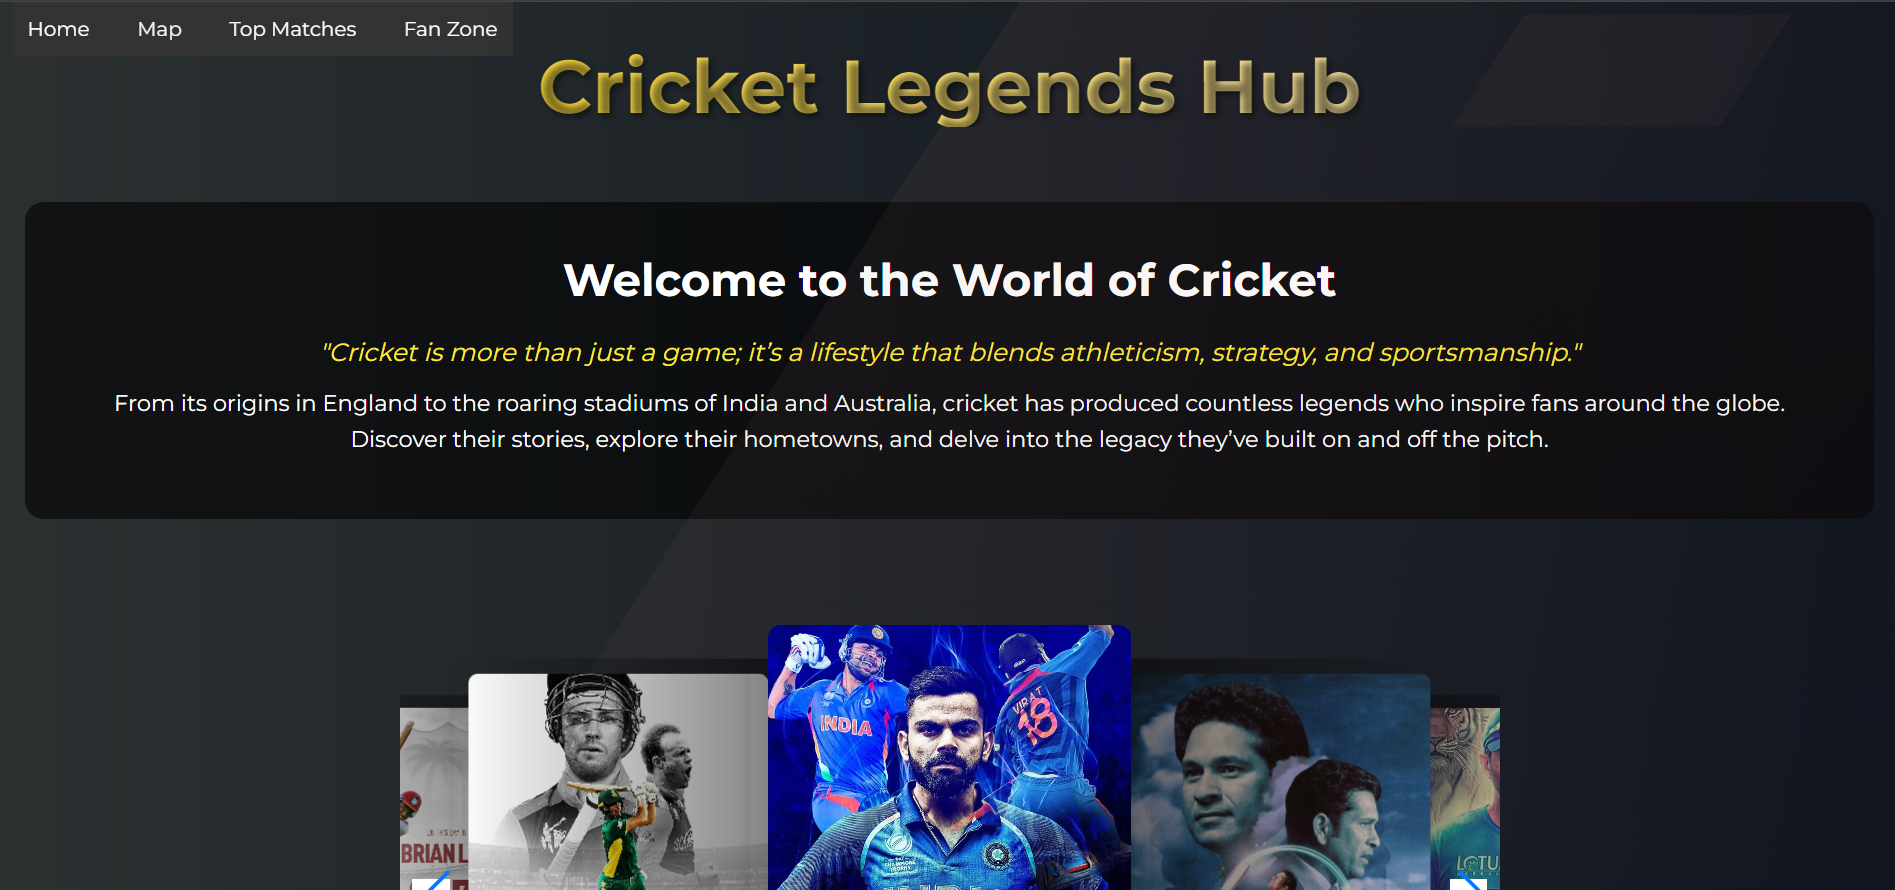 Home Map Top Matches Fan Zone
Cricket Legends Hub
Welcome to the World of Cricket
"Cricket is more than just a game; it’s a lifestyle that blends athleticism, strategy, and sportsmanship."
From its origins in England to the roaring stadiums of India and Australia, cricket has produced countless legends who inspire fans around the globe.
Discover their stories, explore their hometowns, and delve into the legacy they’ve built on and off the pitch.
INDIA
VIRAT
18
BRIAN L
CHAMPIONS
TROPHY
LOTU